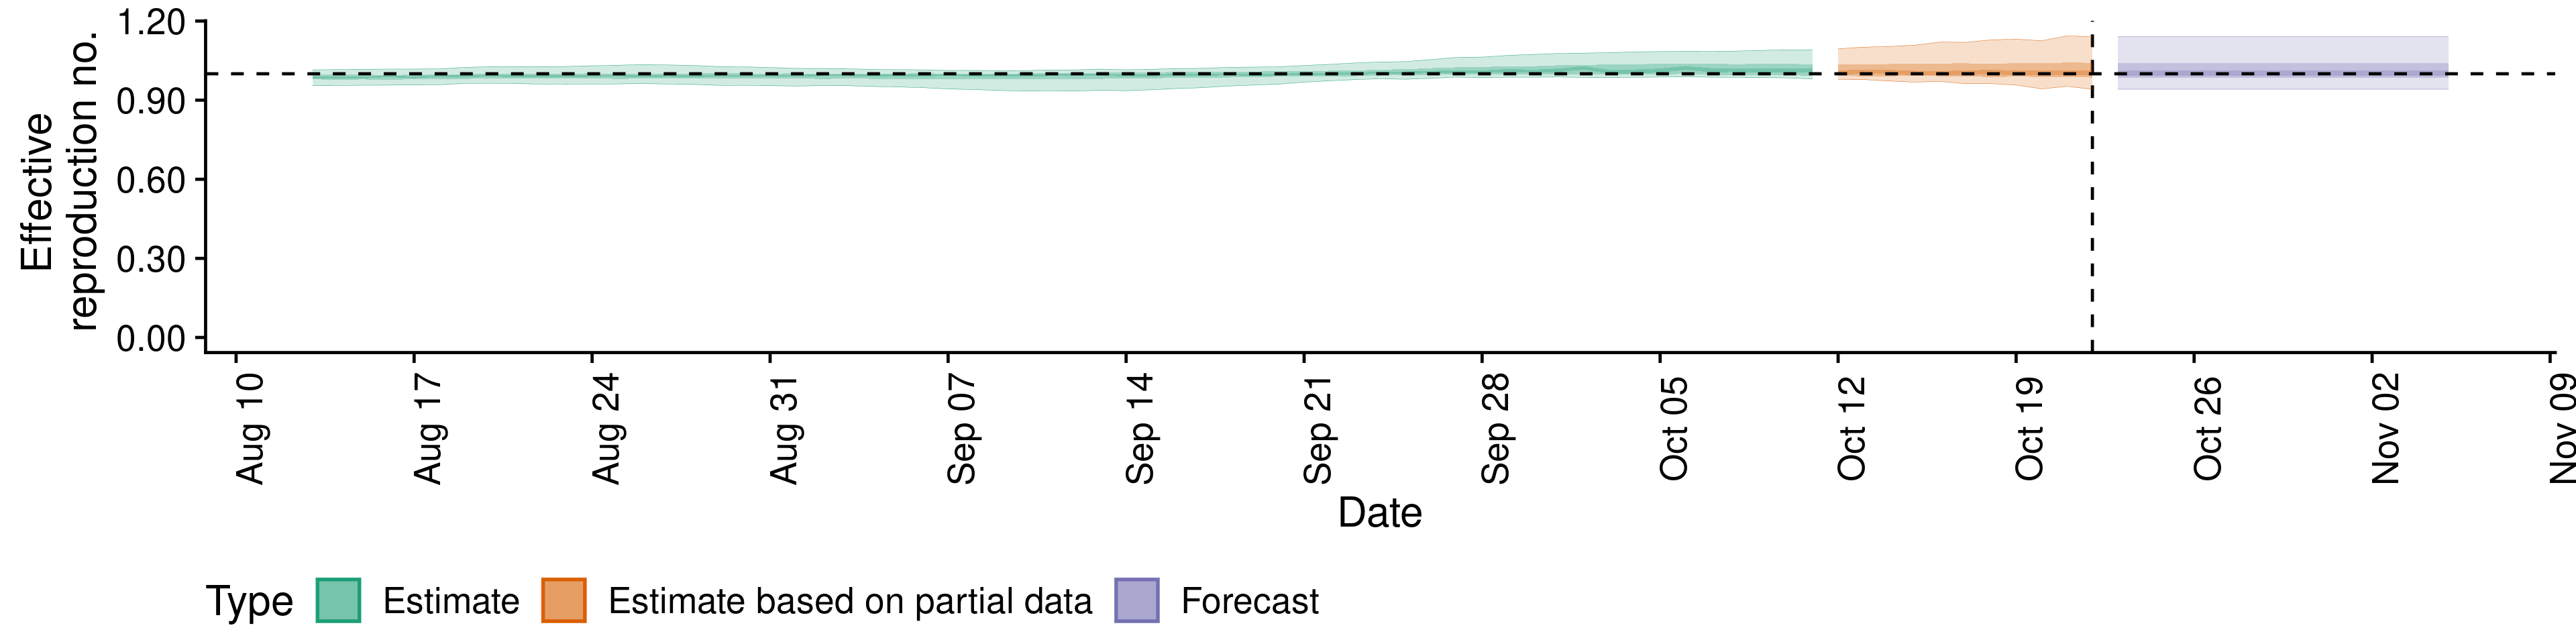 Effective
reproduction no.
1.20
0.90
0.60
0.30
0.00
Aug 10
Aug 17
Aug 24
Aug 31
Sep 07
Sep 14
Sep 21
Sep 28
Oct 05
Oct 12
Oct 19
Oct 26
Nov 02
Nov 09
Date
Type Estimate Estimate based on partial data Forecast